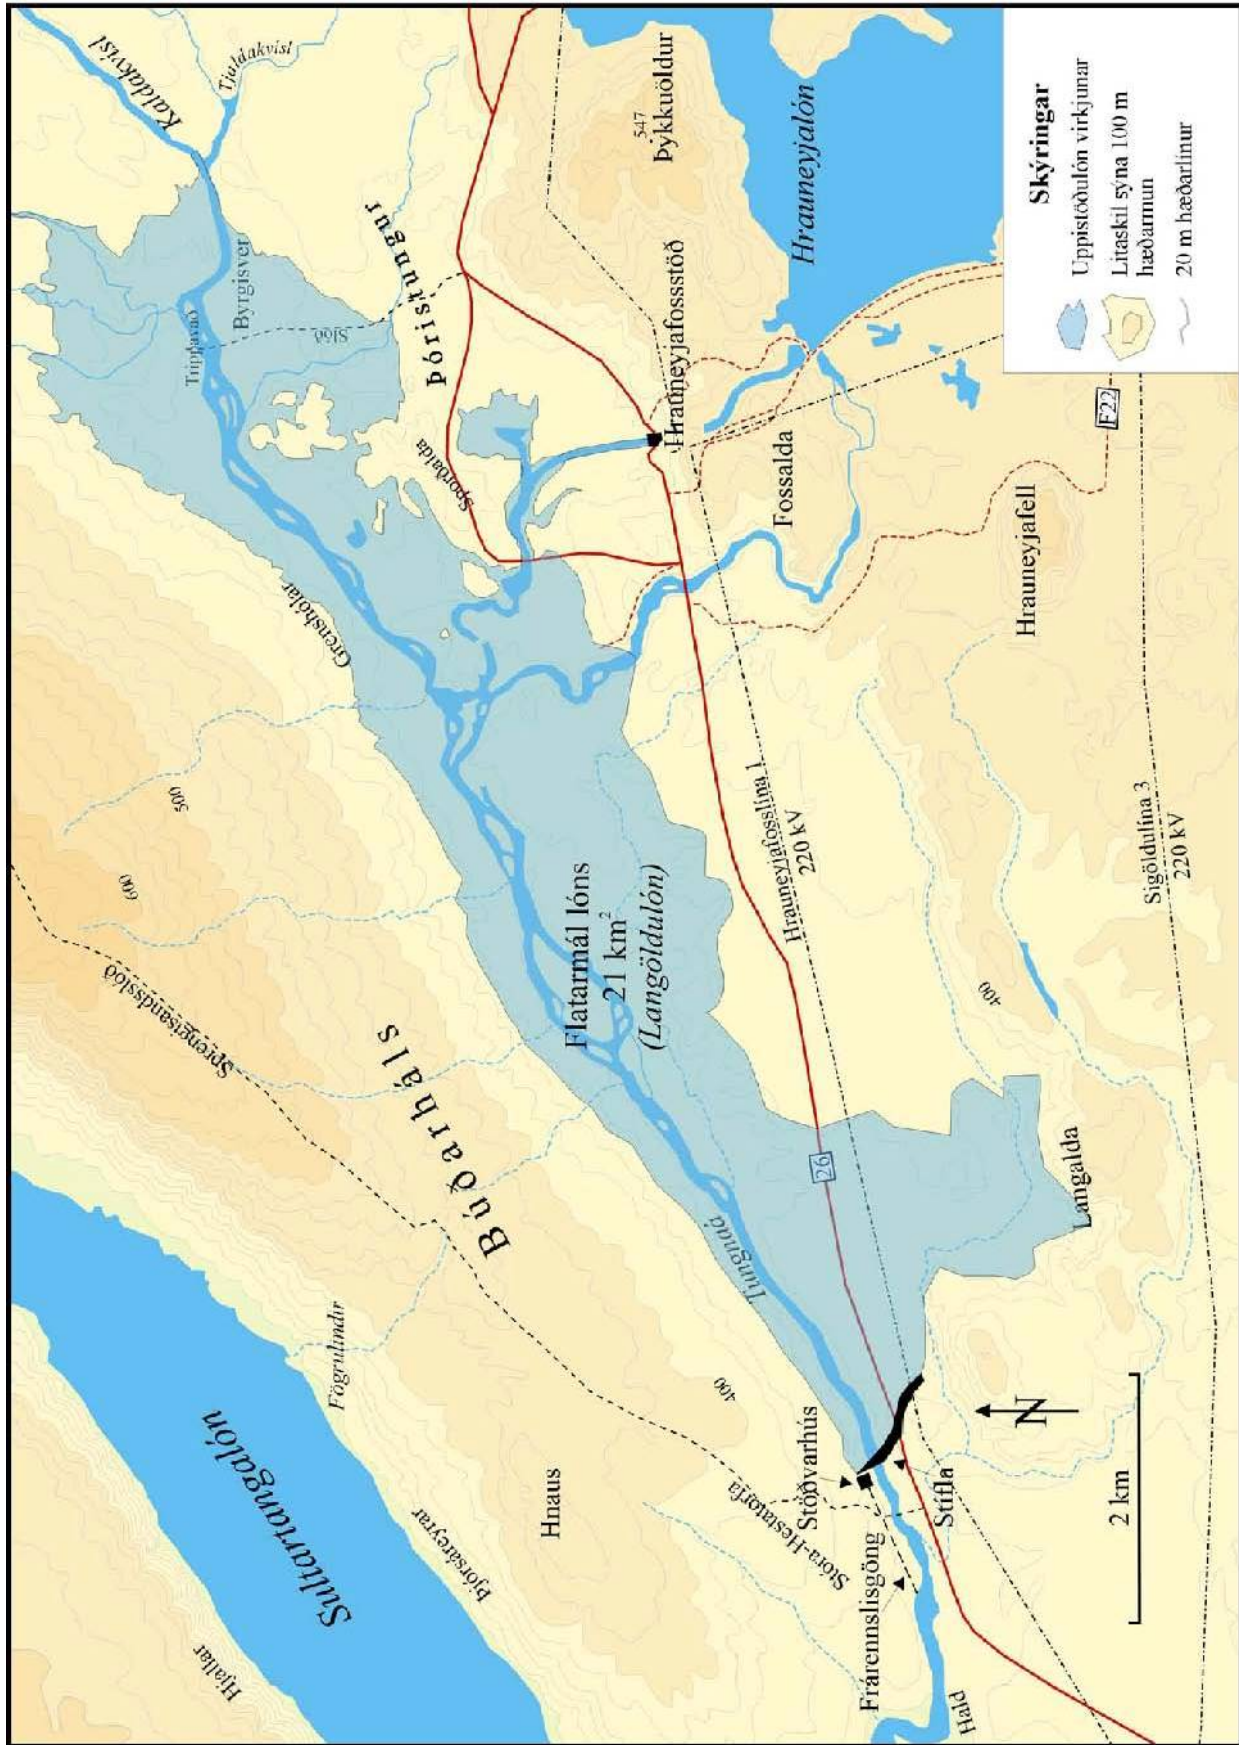 Sultartangalón
Hjallar
Þjórsáreyrar
Fögrulindir
Hnaus
Búðarháls
Sprengisandsslóð
600
500
400
Stóra-Hestatorfa
Grenshólar
Kaldakvísl
Tjaldakvísl
Trippavað
Byrgisver
Slóð
Þóristungur
Sporðalda
Flatarmál lóns
21 km²
(Langöldulón)
Tungnaá
Stöðvarhús
Frárennslisgöng
Stífla
Hald
26
Langalda
400
Hrauneyjafosslína 1
220 kV
Sigöldulína 3
220 kV
Hrauneyjafossstöð
547
Þykkuöldur
Hrauneyjalón
Fossalda
Hrauneyjafell
F22
N
2 km
Skýringar
Uppistöðulón virkjunar
Litaskil sýna 100 m
hæðarmun
20 m hæðarlínur